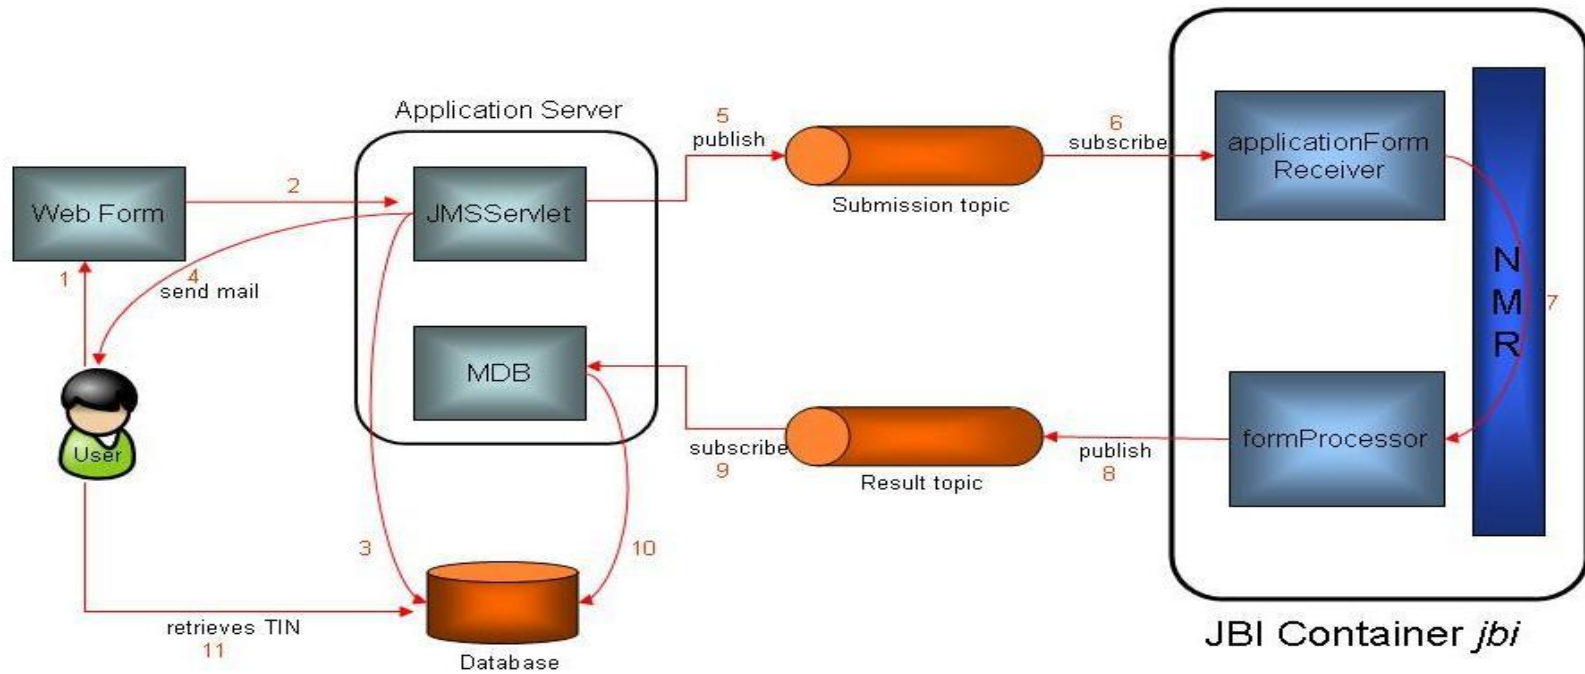 Application Server
5
publish
6
subscribe
applicationForm
Receiver
2
Web Form
JMSServlet
Submission topic
1
4
send mail
N
M
R
7
MDB
User
subscribe
9
Result topic
publish
8
formProcessor
3
10
retrieves TIN
11
Database
JBI Container jbi